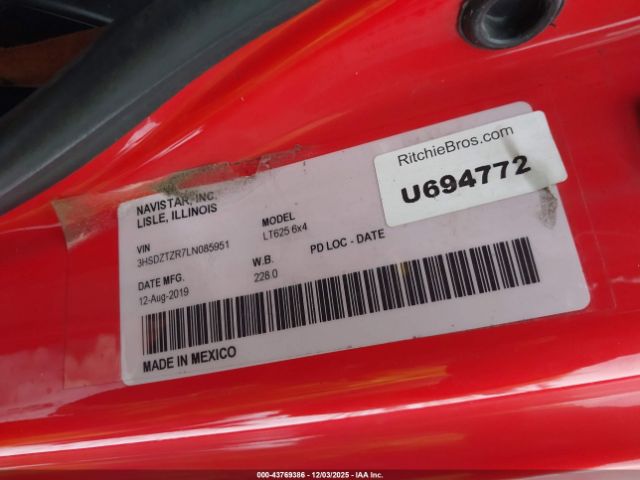 RitchieBros.com
U694772
NAVISTAR, INC.
LISLE, ILLINOIS
MODEL
LT625 6x4
VIN
3HSDZTZR7LN085951
W.B.
PD LOC - DATE
228.0
DATE MFG.
12-Aug-2019
MADE IN MEXICO
000-43769386 - 12/03/2025 - IAA Inc.